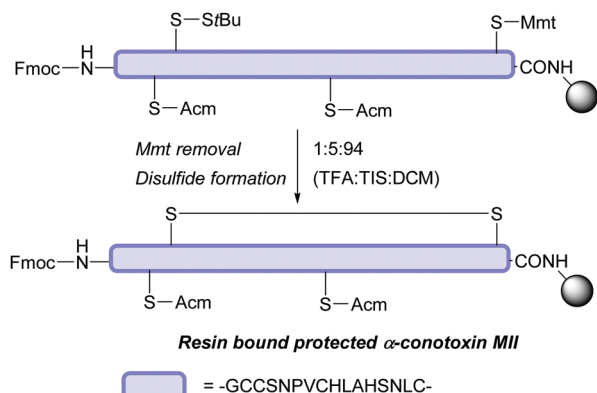 S—StBu
S—Mmt
Fmoc—N
H
CONH
S—Acm
S—Acm
Mmt removal 1:5:94
Disulfide formation (TFA:TIS:DCM)
S S
H
Fmoc—N CONH
S—Acm S—Acm
Resin bound protected α-conotoxin MII
= -GCCSNPVCHLAHSNLC-